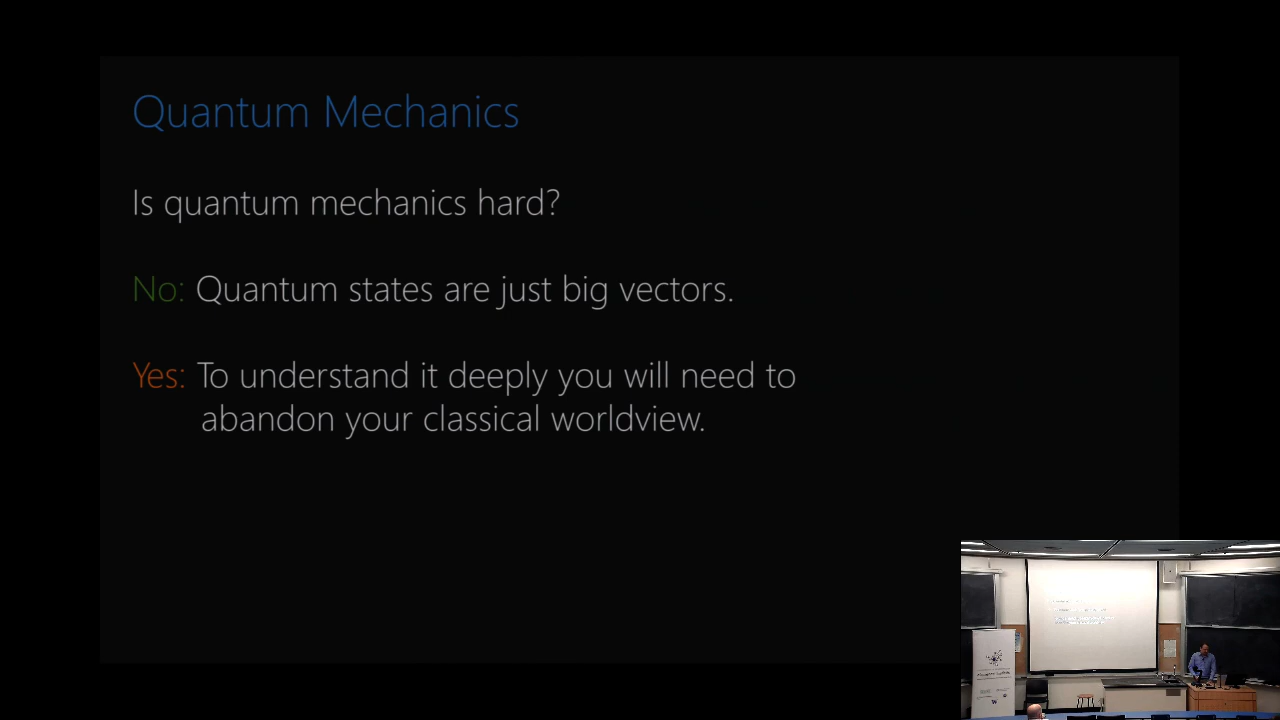 Quantum Mechanics
Is quantum mechanics hard?
No: Quantum states are just big vectors.
Yes: To understand it deeply you will need to
abandon your classical worldview.